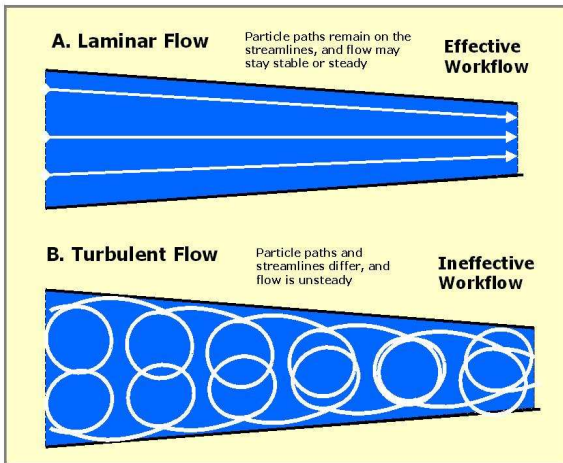 A. Laminar Flow
Particle paths remain on the
streamlines, and flow may
stay stable or steady
Effective
Workflow
B. Turbulent Flow
Particle paths and
streamlines differ, and
flow is unsteady
Ineffective
Workflow